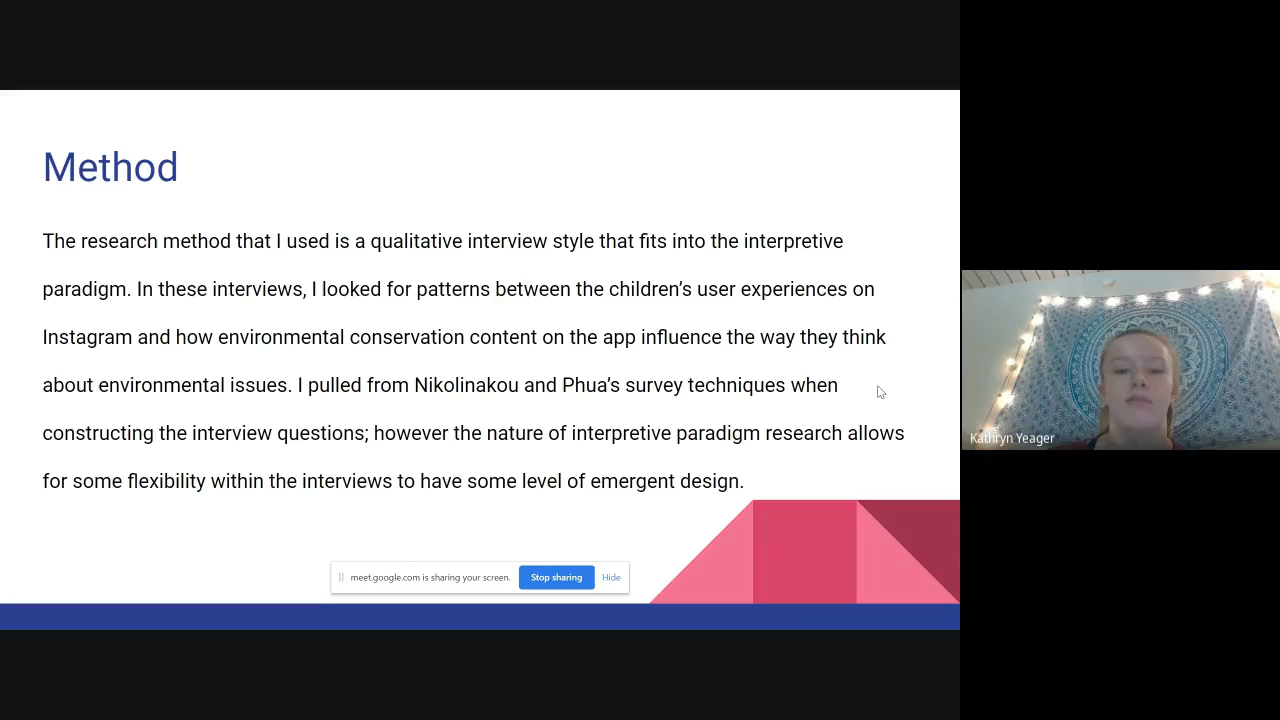 Method
The research method that I used is a qualitative interview style that fits into the interpretive
paradigm. In these interviews, I looked for patterns between the children’s user experiences on
Instagram and how environmental conservation content on the app influence the way they think
about environmental issues. I pulled from Nikolinakou and Phua’s survey techniques when
constructing the interview questions; however the nature of interpretive paradigm research allows
for some flexibility within the interviews to have some level of emergent design.
meet.google.com is sharing your screen. Stop sharing Hide
Kathryn Yeager